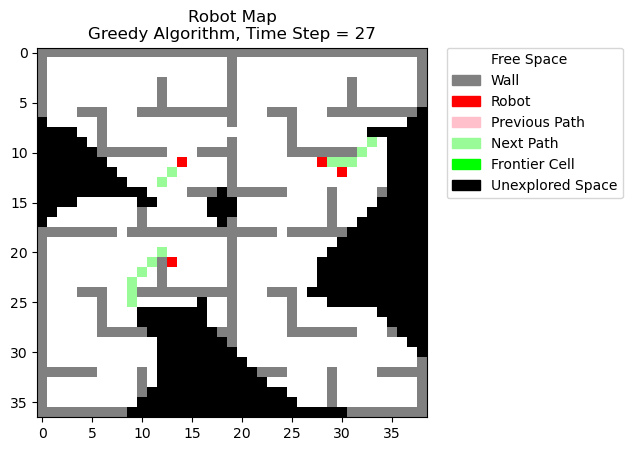 Robot Map
Greedy Algorithm, Time Step = 27
0
5
10
15
20
25
30
35
0 5 10 15 20 25 30 35
Free Space
Wall
Robot
Previous Path
Next Path
Frontier Cell
Unexplored Space